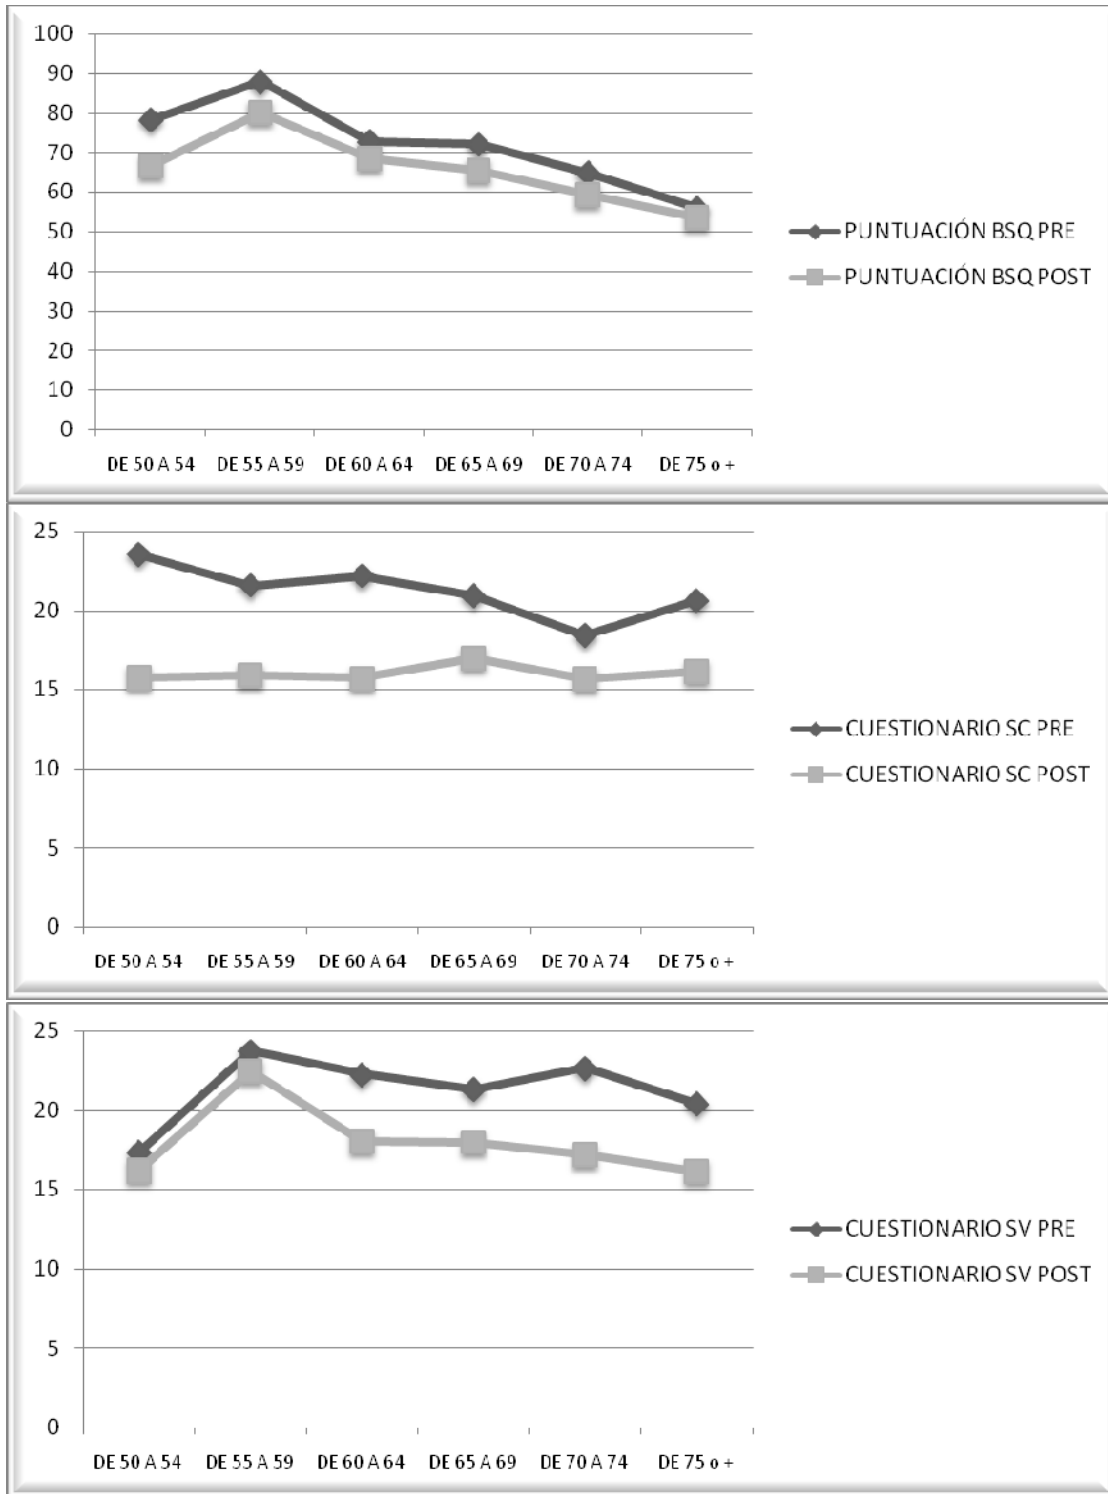 100
90
80
70
60
50
40
30
20
10
0
DE 50 A 54 DE 55 A 59 DE 60 A 64 DE 65 A 69 DE 70 A 74 DE 75 o +
PUNTUACIÓN BSQ PRE
PUNTUACIÓN BSQ POST
25
20
15
10
5
0
DE 50 A 54 DE 55 A 59 DE 60 A 64 DE 65 A 69 DE 70 A 74 DE 75 o +
CUESTIONARIO SC PRE
CUESTIONARIO SC POST
25
20
15
10
5
0
DE 50 A 54 DE 55 A 59 DE 60 A 64 DE 65 A 69 DE 70 A 74 DE 75 o +
CUESTIONARIO SV PRE
CUESTIONARIO SV POST